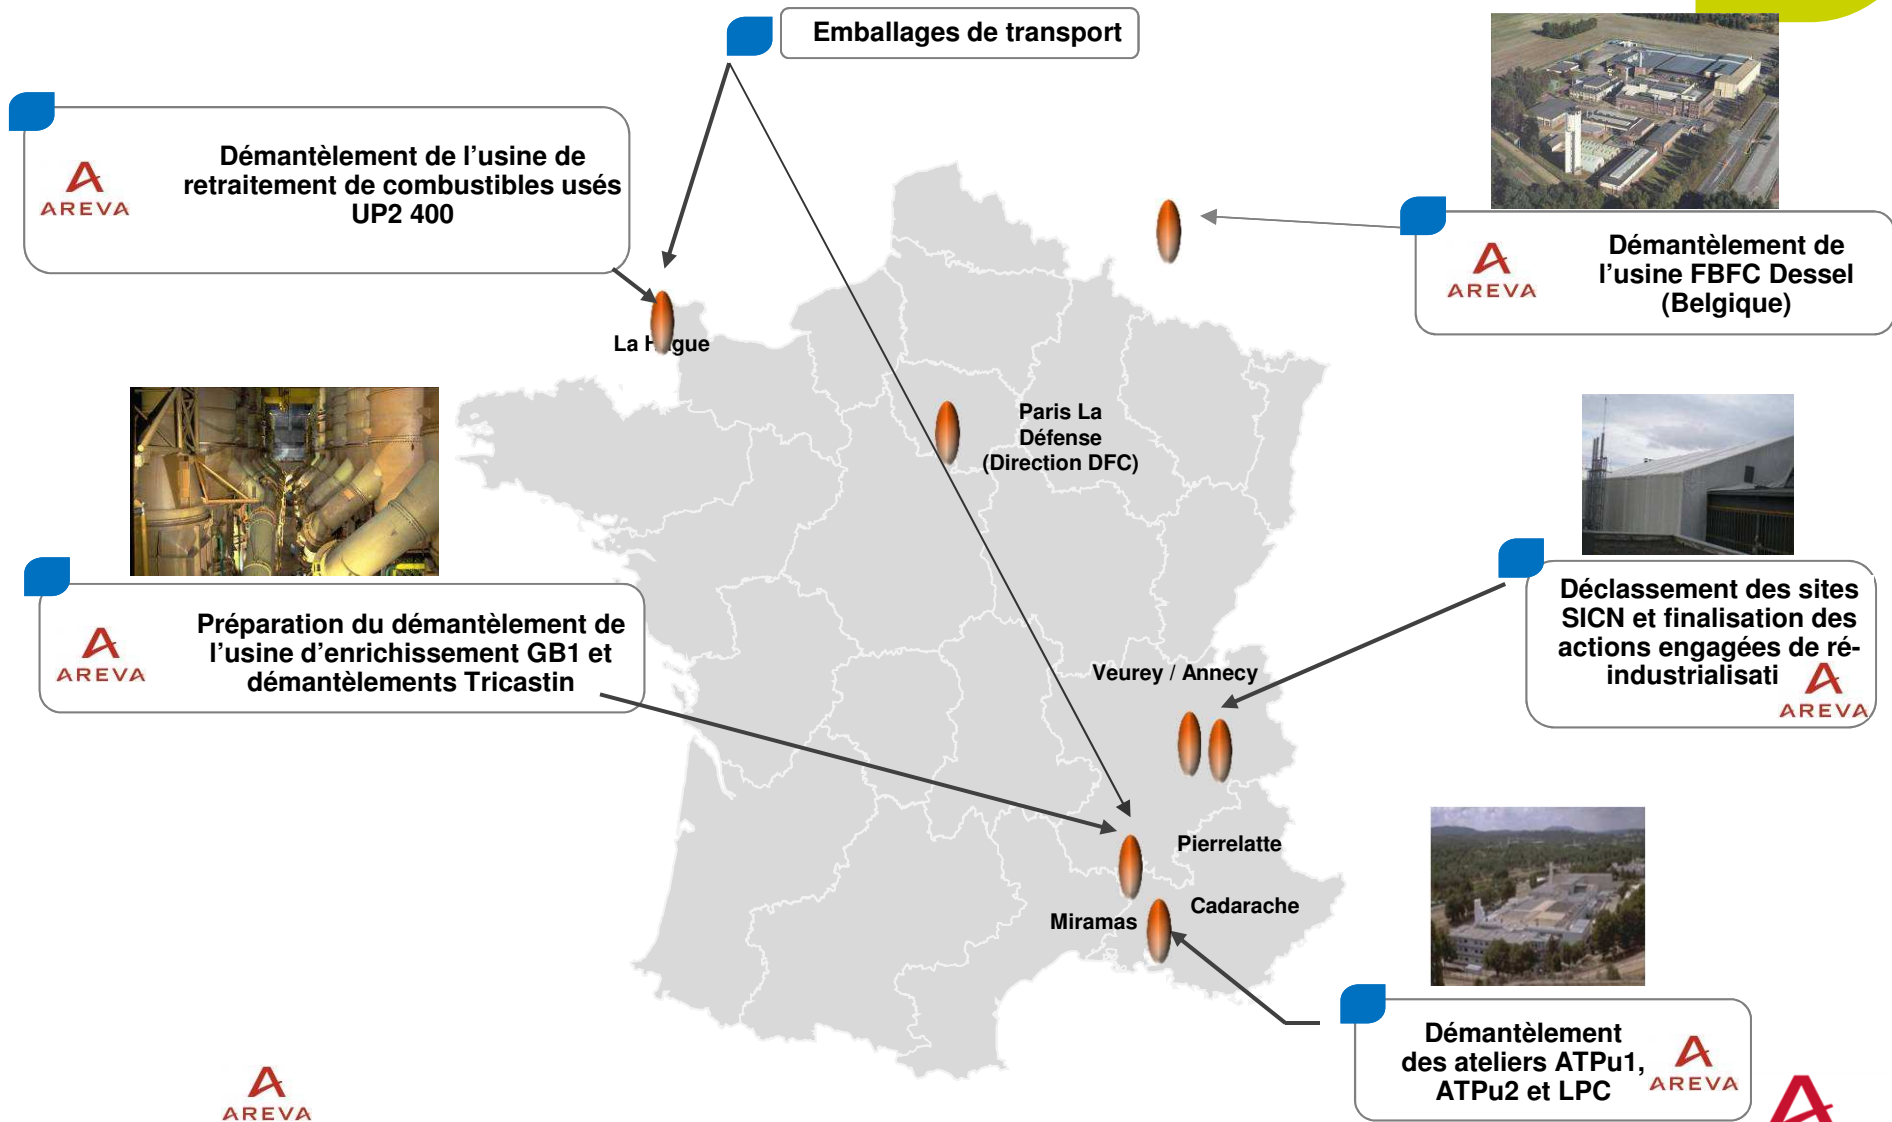 Emballages de transport
Démantèlement de l’usine de
retraitement de combustibles usés
UP2 400
AREVA
Démantèlement de
l’usine FBFC Dessel
(Belgique)
AREVA
La Hague
Paris La
Défense
(Direction DFC)
Préparation du démantèlement de
l’usine d’enrichissement GB1 et
démantèlements Tricastin
AREVA
Déclassement des sites
SICN et finalisation des
actions engagées de ré-
industrialisati
AREVA
Veurey / Annecy
Pierrelatte
Cadarache
Miramas
Démantèlement
des ateliers ATPu1,
ATPu2 et LPC
AREVA
AREVA